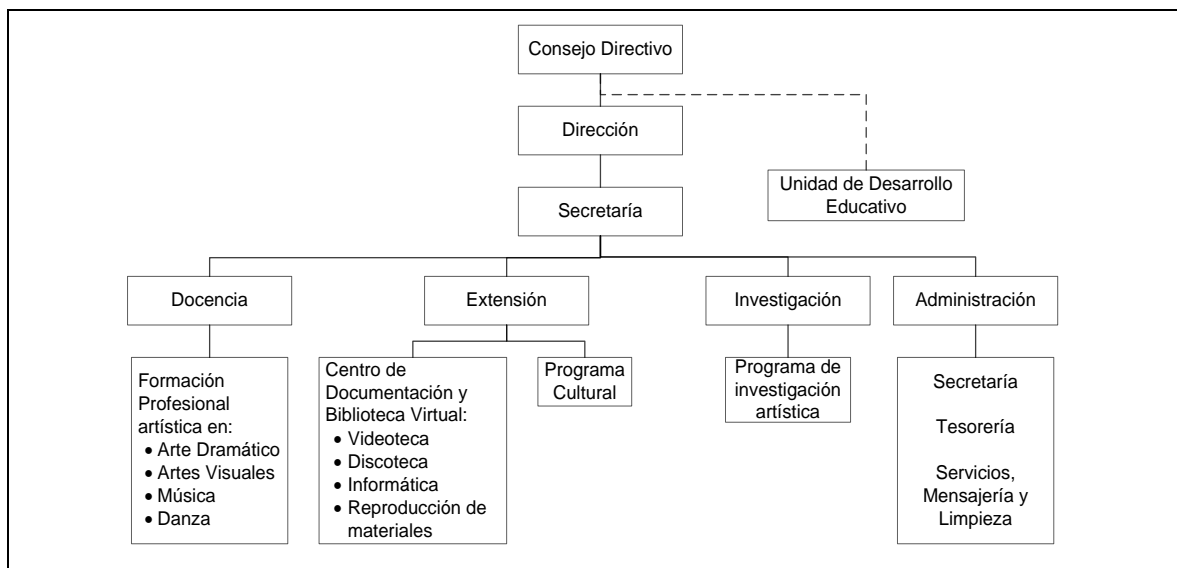 Consejo Directivo
Dirección
Unidad de Desarrollo
Educativo
Secretaría
Docencia
Extensión
Investigación
Administración
Formación
Profesional
artística en:
• Arte Dramático
• Artes Visuales
• Música
• Danza
Centro de
Documentación y
Biblioteca Virtual:
• Videoteca
• Discoteca
• Informática
• Reproducción de
materiales
Programa
Cultural
Programa de
investigación
artística
Secretaría
Tesorería
Servicios,
Mensajería y
Limpieza